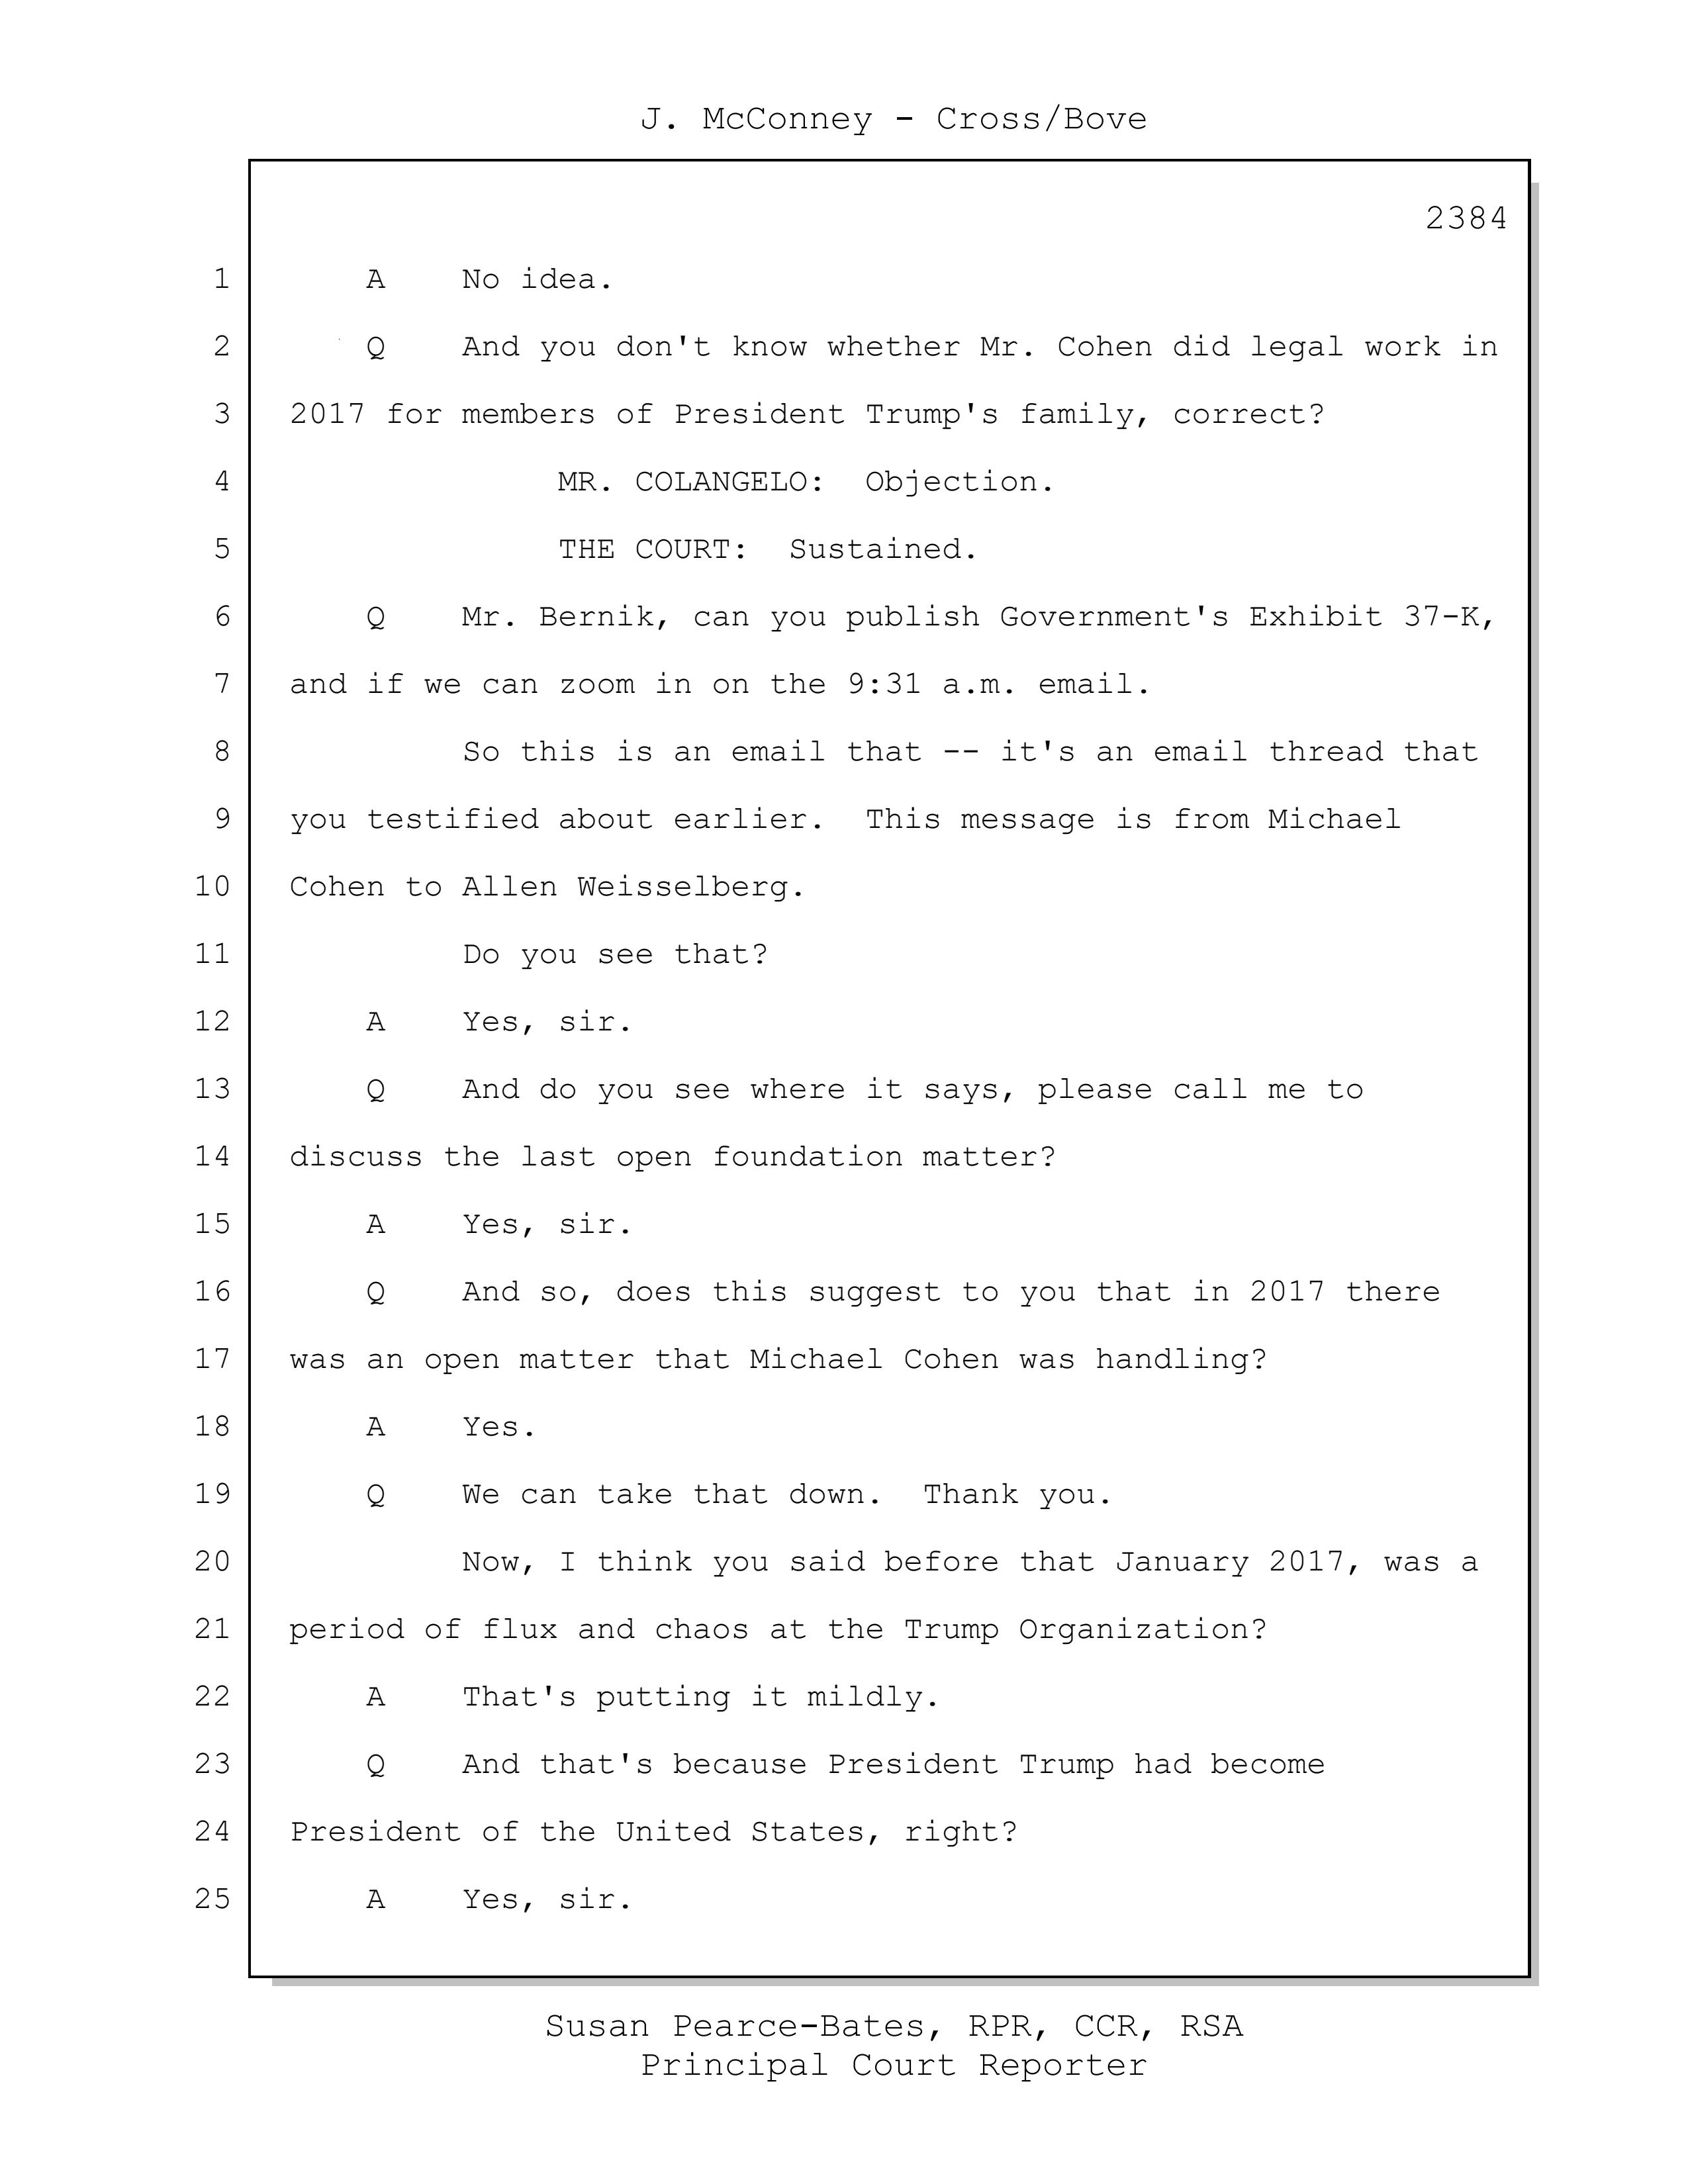 J. McConney - Cross/Bove
2384
1 A No idea.
2 Q And you don't know whether Mr. Cohen did legal work in
3 2017 for members of President Trump's family, correct?
4 MR. COLANGELO: Objection.
5 THE COURT: Sustained.
6 Q Mr. Bernik, can you publish Government's Exhibit 37-K,
7 and if we can zoom in on the 9:31 a.m. email.
8 So this is an email that -- it's an email thread that
9 you testified about earlier. This message is from Michael
10 Cohen to Allen Weisselberg.
11 Do you see that?
12 A Yes, sir.
13 Q And do you see where it says, please call me to
14 discuss the last open foundation matter?
15 A Yes, sir.
16 Q And so, does this suggest to you that in 2017 there
17 was an open matter that Michael Cohen was handling?
18 A Yes.
19 Q We can take that down. Thank you.
20 Now, I think you said before that January 2017, was a
21 period of flux and chaos at the Trump Organization?
22 A That's putting it mildly.
23 Q And that's because President Trump had become
24 President of the United States, right?
25 A Yes, sir.
Susan Pearce-Bates, RPR, CCR, RSA
Principal Court Reporter